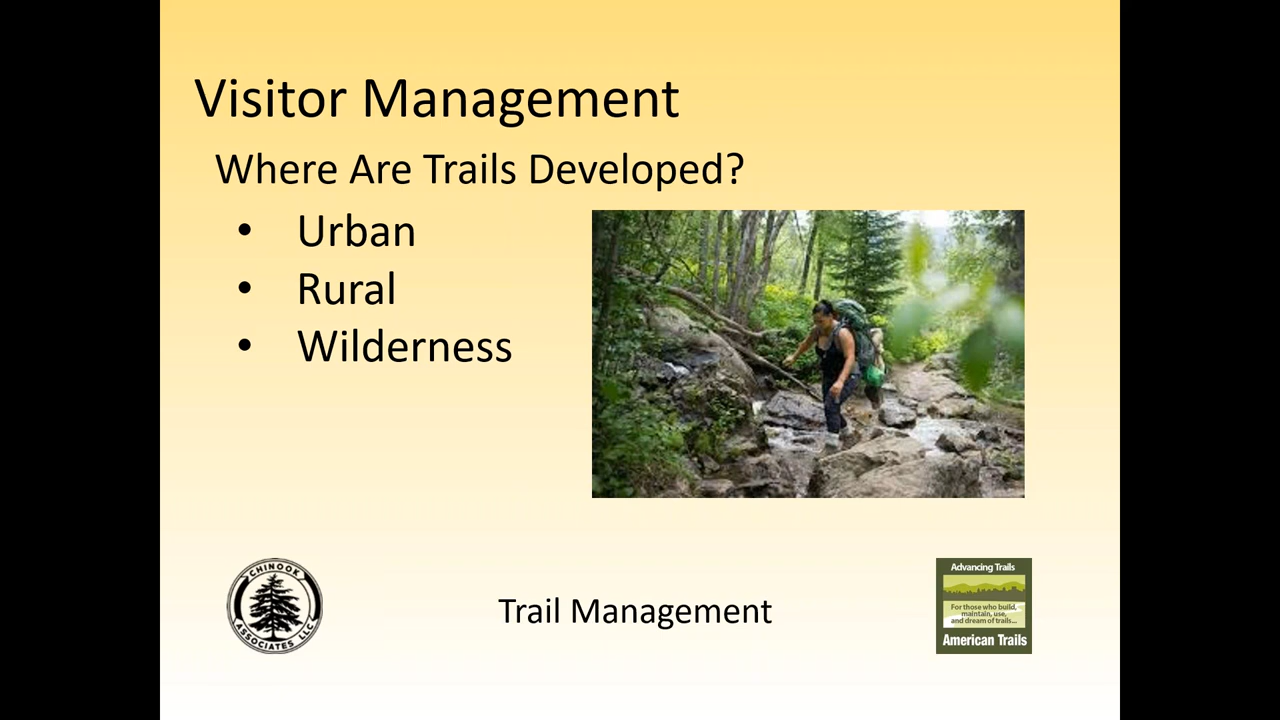 Visitor Management
Where Are Trails Developed?
• Urban
• Rural
• Wilderness
CHINOOK
ASSOCIATES LLC
Trail Management
Advancing Trails
For those who build,
maintain, use,
and dream of trails...
American Trails